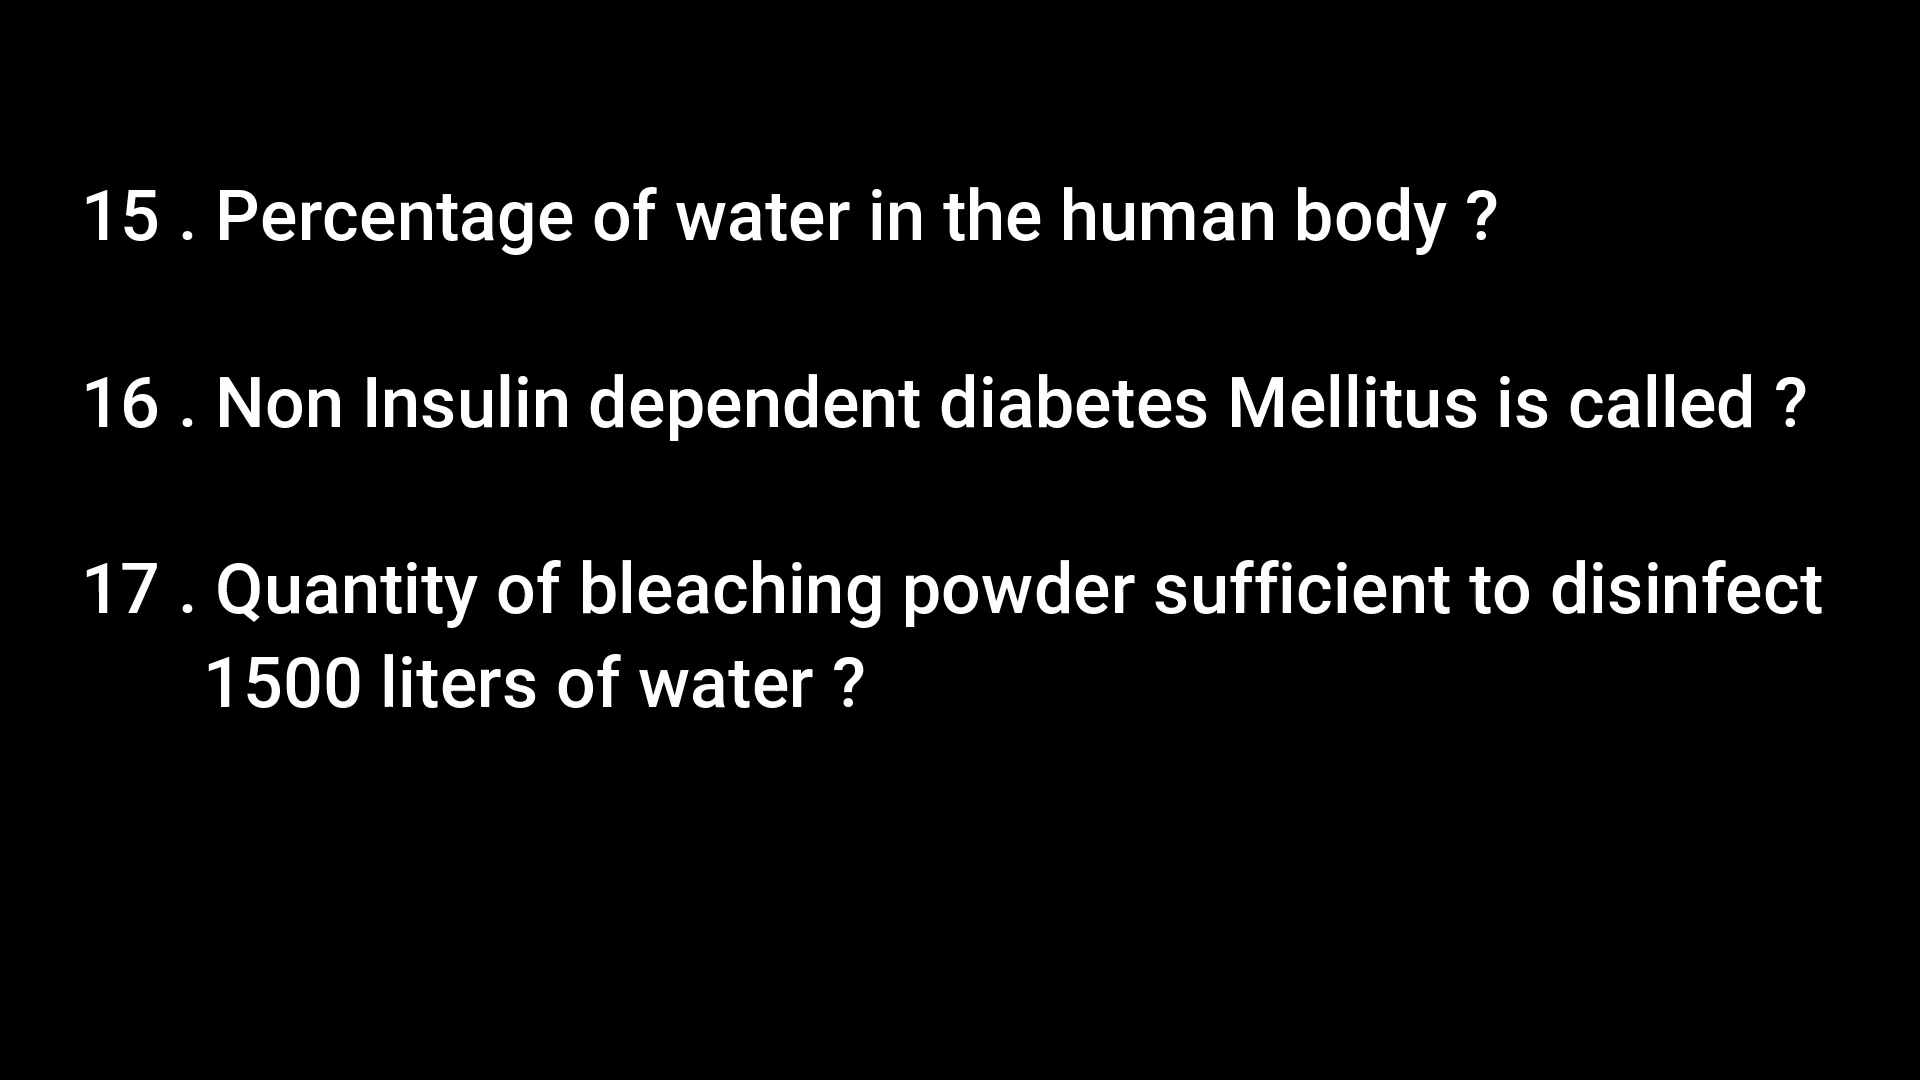 15 . Percentage of water in the human body ?
16 . Non Insulin dependent diabetes Mellitus is called ?
17 . Quantity of bleaching powder sufficient to disinfect
1500 liters of water ?